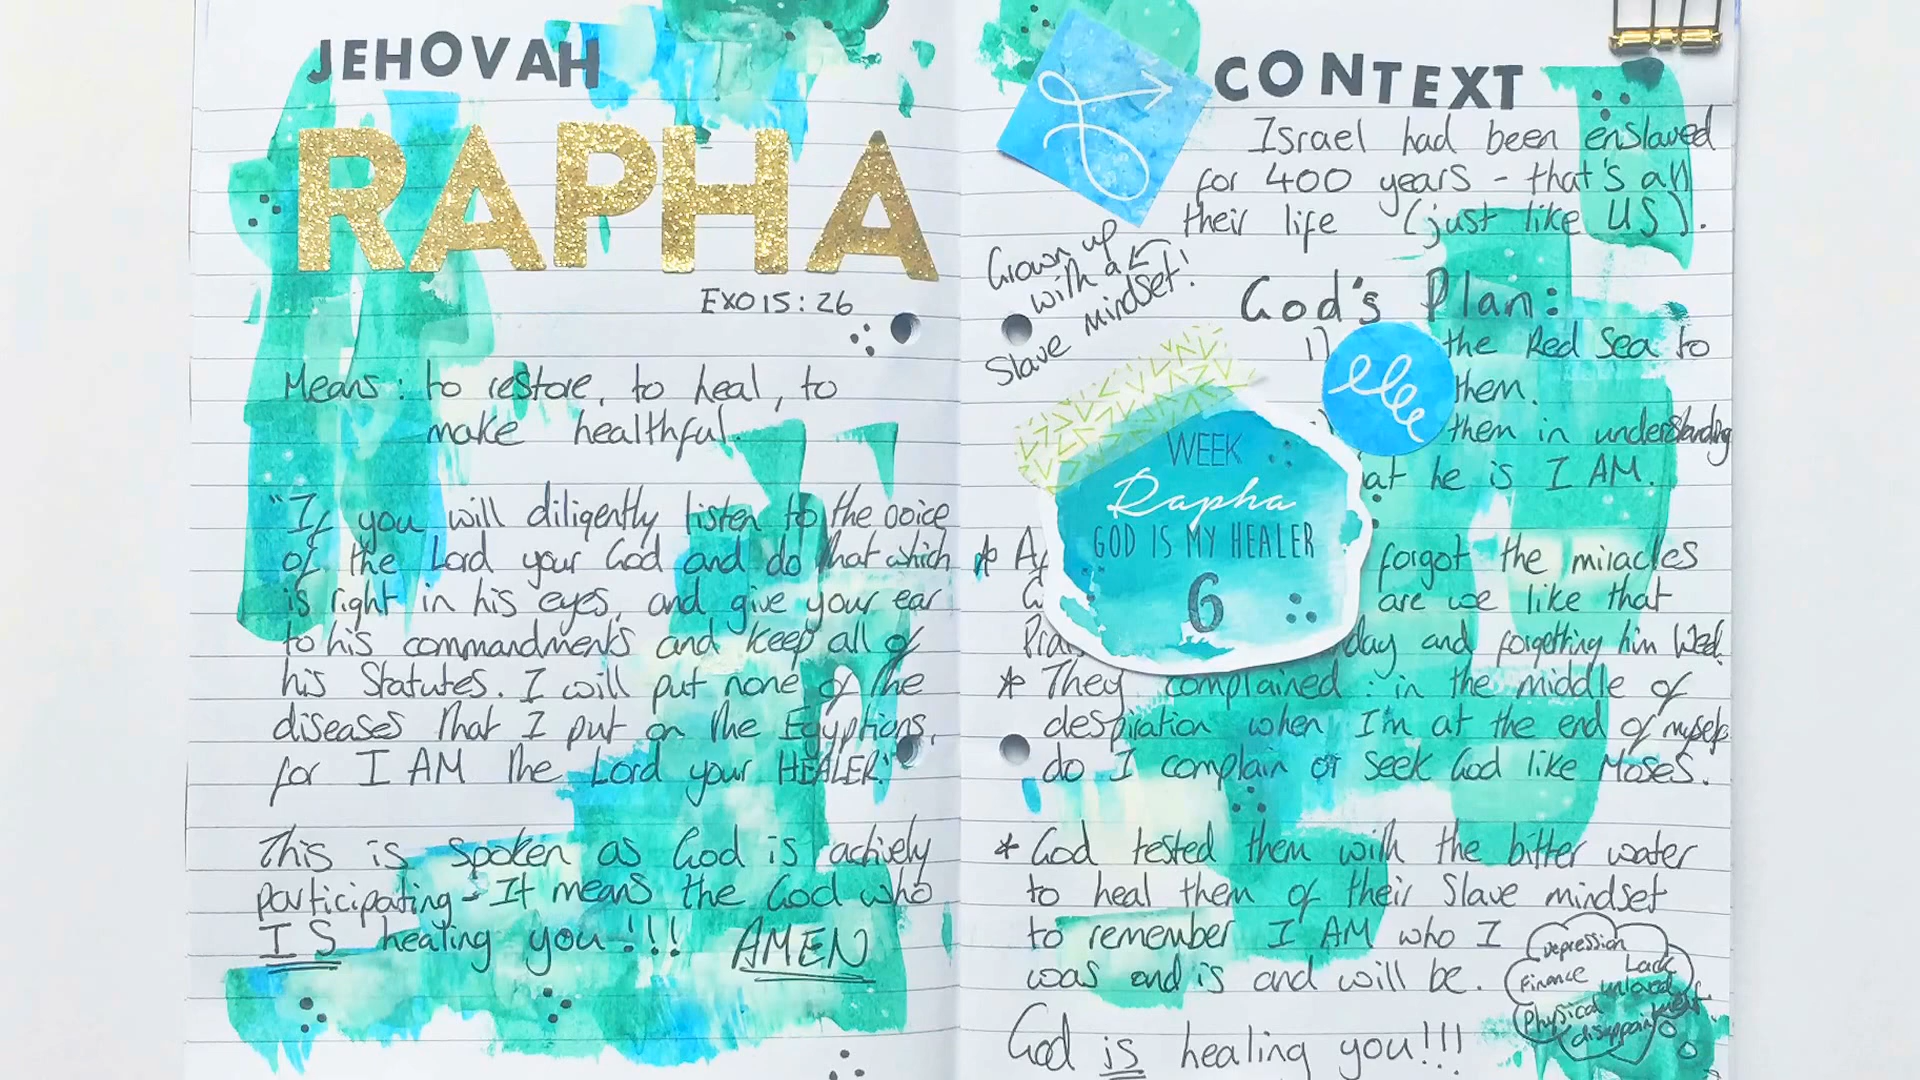 JEHOVAH
RAPHA
EXO 15:26
Means: to restore, to heal, to
make healthful.
"If you will diligently listen to the voice
of the Lord your God and do that which
is right in his eyes, and give your ear
to his commandments and keep all of
his Statutes. I will put none of the
diseases that I put on the Egyptions,
for I AM the Lord your HEALER."
This is spoken as God is actively
participating - It means the God who
IS healing you!!! AMEN
CONTEXT
Israel had been enslaved
for 400 years - that's all
their life (just like US).
Grown up
with a
Slave mindset!
God's Plan:
1) the Red Sea to
them.
them in understanding
he is I AM.
WEEK
Rapha
GOD IS MY HEALER
6
forgot the miracles
are we like that
day and forgetting him Wed.
* They complained : in the middle of
despiration when I'm at the end of myself
do I complain or seek God like Moses.
* God tested them with the bitter water
to heal them of their Slave mindset
to remember I AM who I
was and is and will be.
God is healing you!!!
Depression
Finance Lack
unloved
Physical